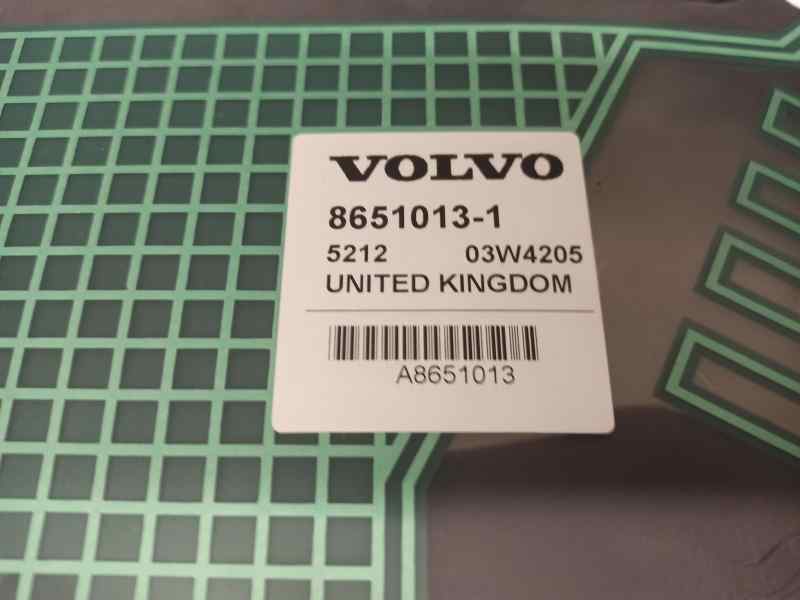 VOLVO
8651013-1
5212 03W4205
UNITED KINGDOM
A8651013